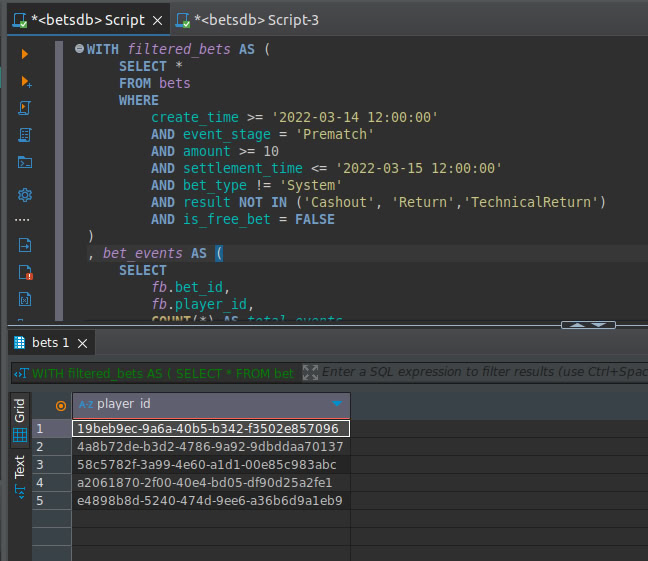 *<betsdb> Script
*<betsdb> Script-3
WITH filtered_bets AS (
SELECT *
FROM bets
WHERE
create_time >= '2022-03-14 12:00:00'
AND event_stage = 'Prematch'
AND amount >= 10
AND settlement_time <= '2022-03-15 12:00:00'
AND bet_type != 'System'
AND result NOT IN ('Cashout', 'Return','TechnicalReturn')
AND is_free_bet = FALSE
)
, bet_events AS (
SELECT
fb.bet_id,
fb.player_id,
COUNT(*) AS total_events
bets 1
WITH filtered_bets AS ( SELECT * FROM bet
Enter a SQL expression to filter results (use Ctrl+Spac
Grid
Text
A-Z player_id
1 19beb9ec-9a6a-40b5-b342-f3502e857096
2 4a8b72de-b3d2-4786-9a92-9dbddaa70137
3 58c5782f-3a99-4e60-a1d1-00e85c983abc
4 a2061870-2f00-40e4-bd05-df90d25a2fe1
5 e4898b8d-5240-474d-9ee6-a36b6d9a1eb9